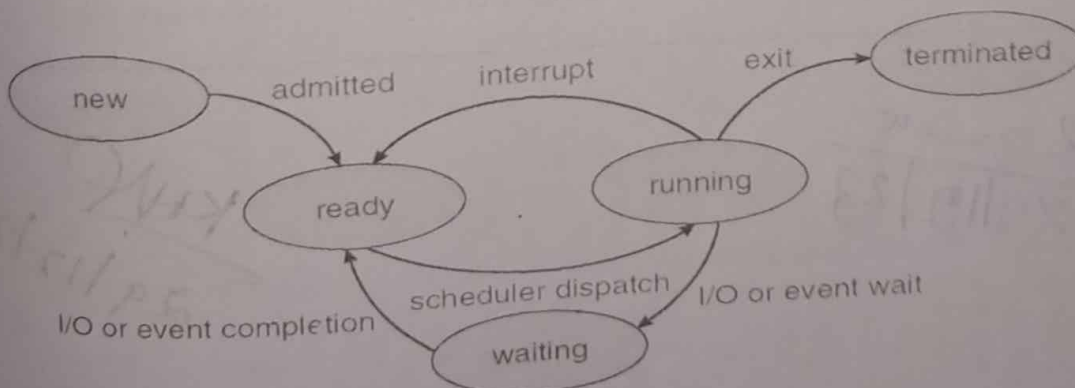 new
admitted
interrupt
exit
terminated
ready
running
scheduler dispatch
I/O or event completion
I/O or event wait
waiting